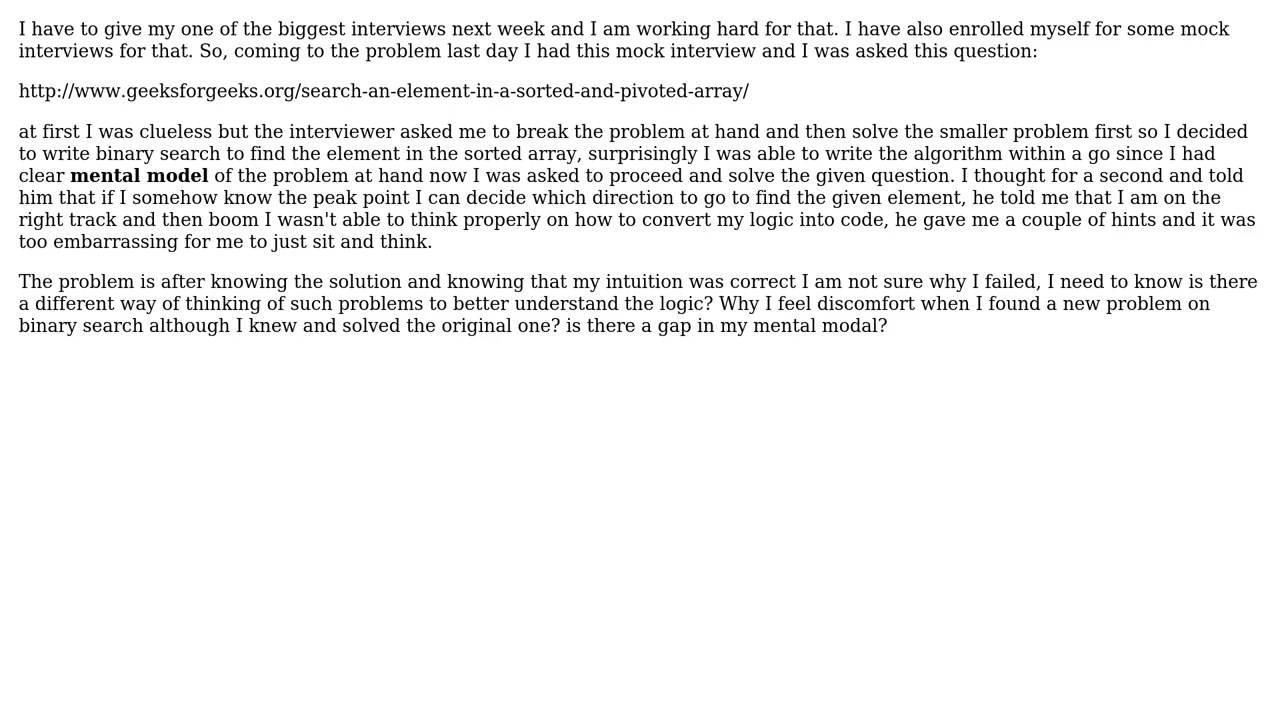 I have to give my one of the biggest interviews next week and I am working hard for that. I have also enrolled myself for some mock
interviews for that. So, coming to the problem last day I had this mock interview and I was asked this question:
http://www.geeksforgeeks.org/search-an-element-in-a-sorted-and-pivoted-array/
at first I was clueless but the interviewer asked me to break the problem at hand and then solve the smaller problem first so I decided
to write binary search to find the element in the sorted array, surprisingly I was able to write the algorithm within a go since I had
clear mental model of the problem at hand now I was asked to proceed and solve the given question. I thought for a second and told
him that if I somehow know the peak point I can decide which direction to go to find the given element, he told me that I am on the
right track and then boom I wasn't able to think properly on how to convert my logic into code, he gave me a couple of hints and it was
too embarrassing for me to just sit and think.
The problem is after knowing the solution and knowing that my intuition was correct I am not sure why I failed, I need to know is there
a different way of thinking of such problems to better understand the logic? Why I feel discomfort when I found a new problem on
binary search although I knew and solved the original one? is there a gap in my mental modal?